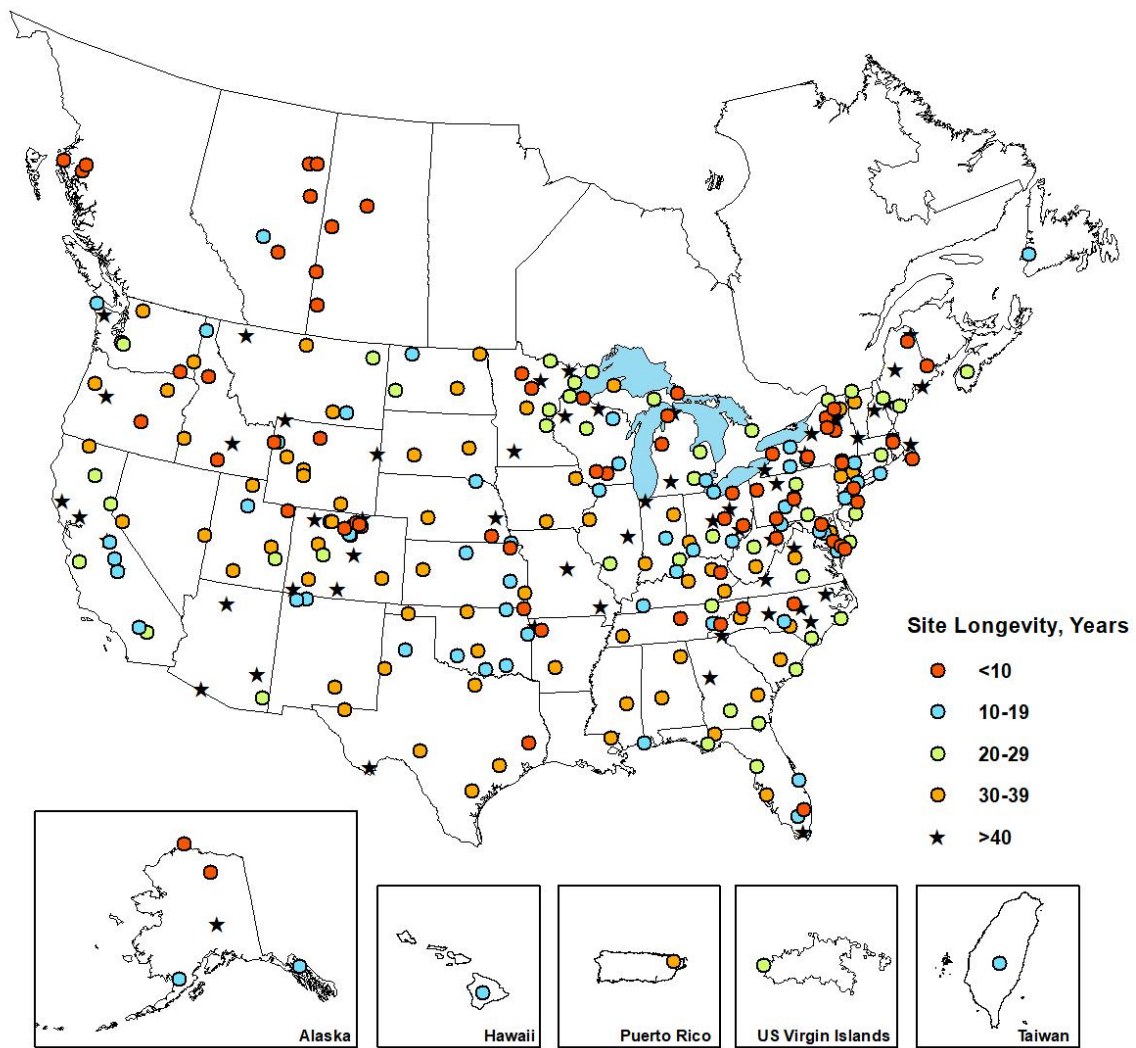 Site Longevity, Years
<10
10-19
20-29
30-39
>40
Alaska
Hawaii
Puerto Rico
US Virgin Islands
Taiwan